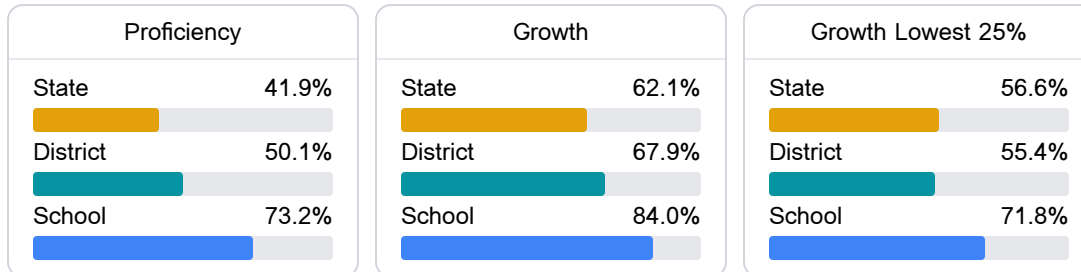 Proficiency
State 41.9%
District 50.1%
School 73.2%
Growth
State 62.1%
District 67.9%
School 84.0%
Growth Lowest 25%
State 56.6%
District 55.4%
School 71.8%